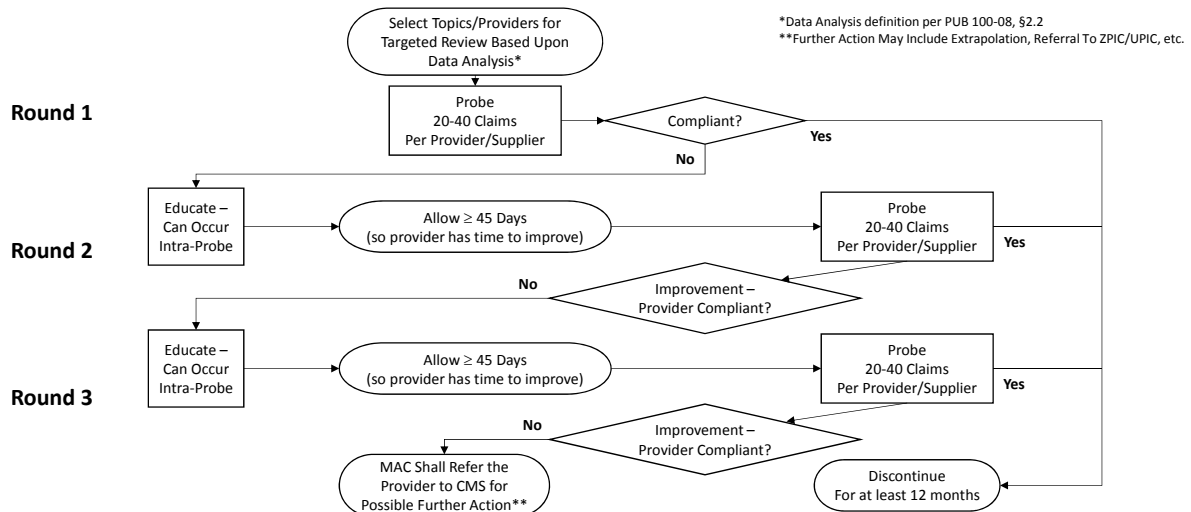 Select Topics/Providers for
Targeted Review Based Upon
Data Analysis*
*Data Analysis definition per PUB 100-08, §2.2
**Further Action May Include Extrapolation, Referral To ZPIC/UPIC, etc.
Round 1
Probe
20-40 Claims
Per Provider/Supplier
Compliant?
Yes
No
Round 2
Educate –
Can Occur
Intra-Probe
Allow ≥ 45 Days
(so provider has time to improve)
Probe
20-40 Claims
Per Provider/Supplier
Yes
No
Improvement –
Provider Compliant?
Round 3
Educate –
Can Occur
Intra-Probe
Allow ≥ 45 Days
(so provider has time to improve)
Probe
20-40 Claims
Per Provider/Supplier
Yes
No
Improvement –
Provider Compliant?
MAC Shall Refer the
Provider to CMS for
Possible Further Action**
Discontinue
For at least 12 months